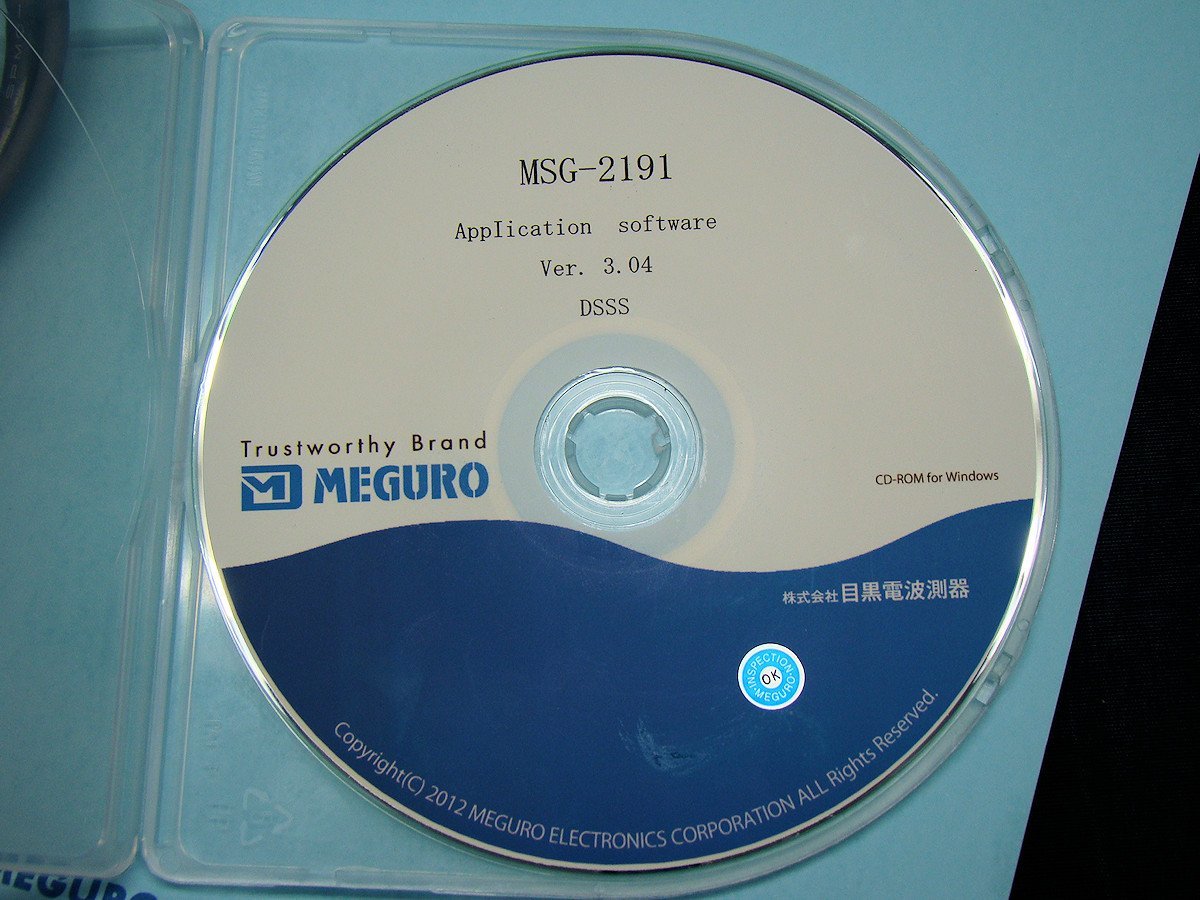 MSG-2191
AppIication software
Ver. 3.04
DSSS
Trustworthy Brand
MEGURO
CD-ROM for Windows
株式会社目黒電波測器
INSPECTION・
OK
・MEGURO
Copyright(C) 2012 MEGURO ELECTRONICS CORPORATION ALL Rights Reserved.
MEGURO